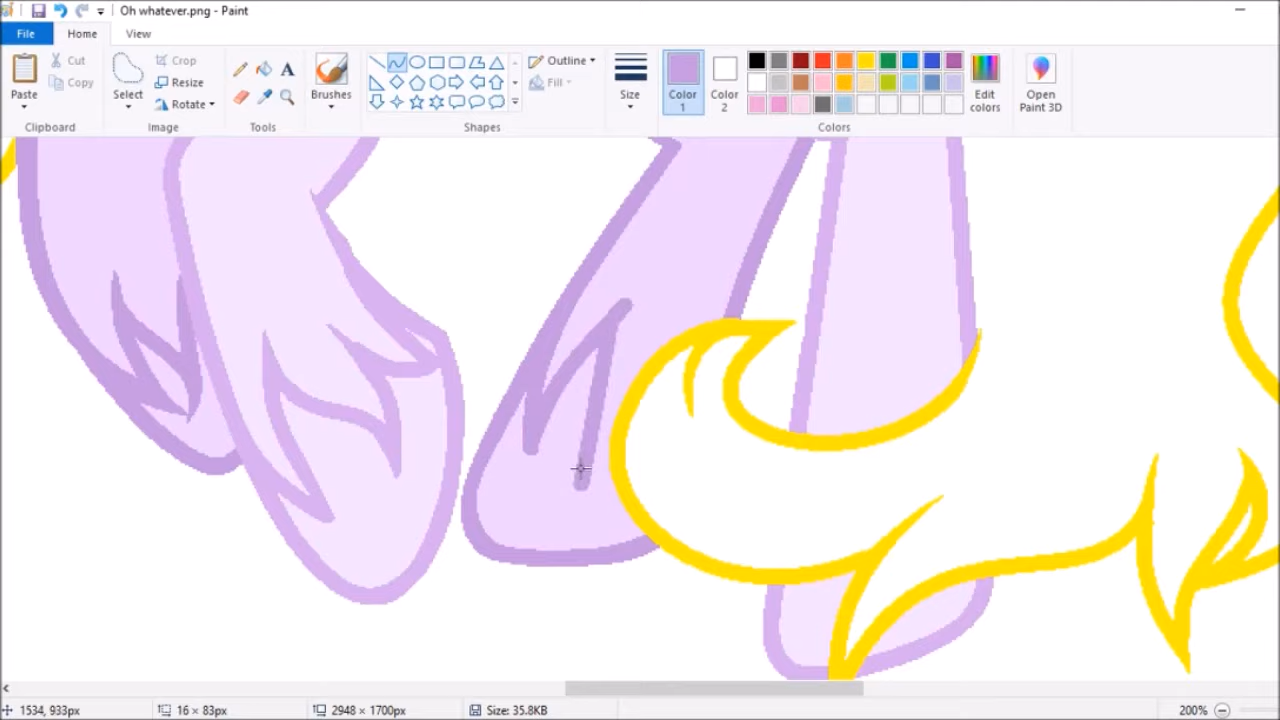 Oh whatever.png - Paint
File Home View
Paste Cut Copy Select Crop Resize Rotate A Brushes Outline Fill Size Color 1 Color 2 Edit colors Open Paint 3D
Clipboard Image Tools Shapes Colors
1534, 933px 16 × 83px 2948 × 1700px Size: 35.8KB 200%